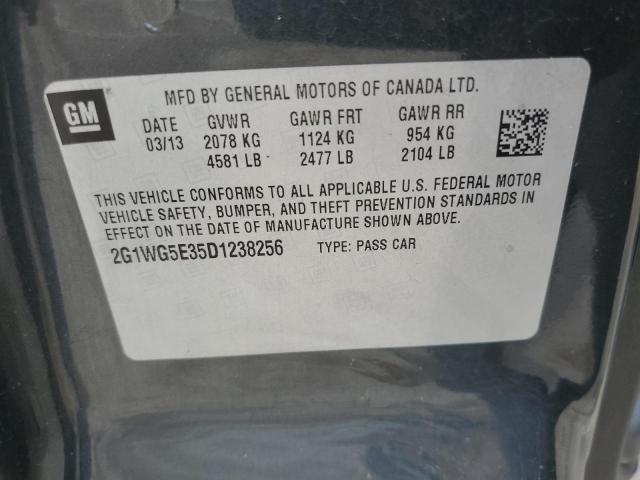 MFD BY GENERAL MOTORS OF CANADA LTD.
GM
DATE GVWR GAWR FRT GAWR RR
03/13 2078 KG 1124 KG 954 KG
4581 LB 2477 LB 2104 LB
THIS VEHICLE CONFORMS TO ALL APPLICABLE U.S. FEDERAL MOTOR
VEHICLE SAFETY, BUMPER, AND THEFT PREVENTION STANDARDS IN
EFFECT ON THE DATE OF MANUFACTURE SHOWN ABOVE.
2G1WG5E35D1238256 TYPE: PASS CAR